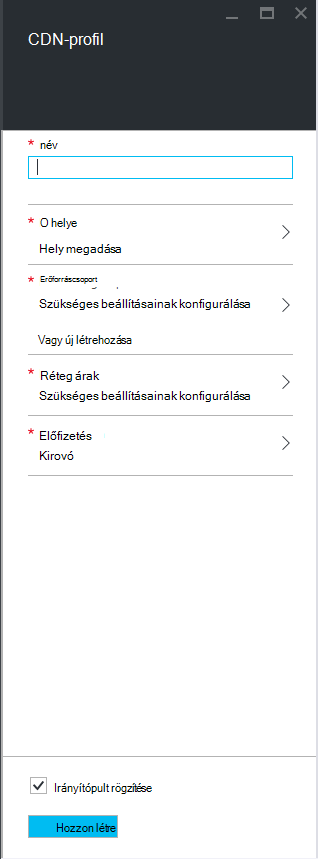 CDN-profil
* név
* O helye
Hely megadása
* Erőforráscsoport
Szükséges beállításainak konfigurálása
Vagy új létrehozása
* Réteg árak
Szükséges beállításainak konfigurálása
* Előfizetés
Kirovó
Irányítópult rögzítése
Hozzon létre